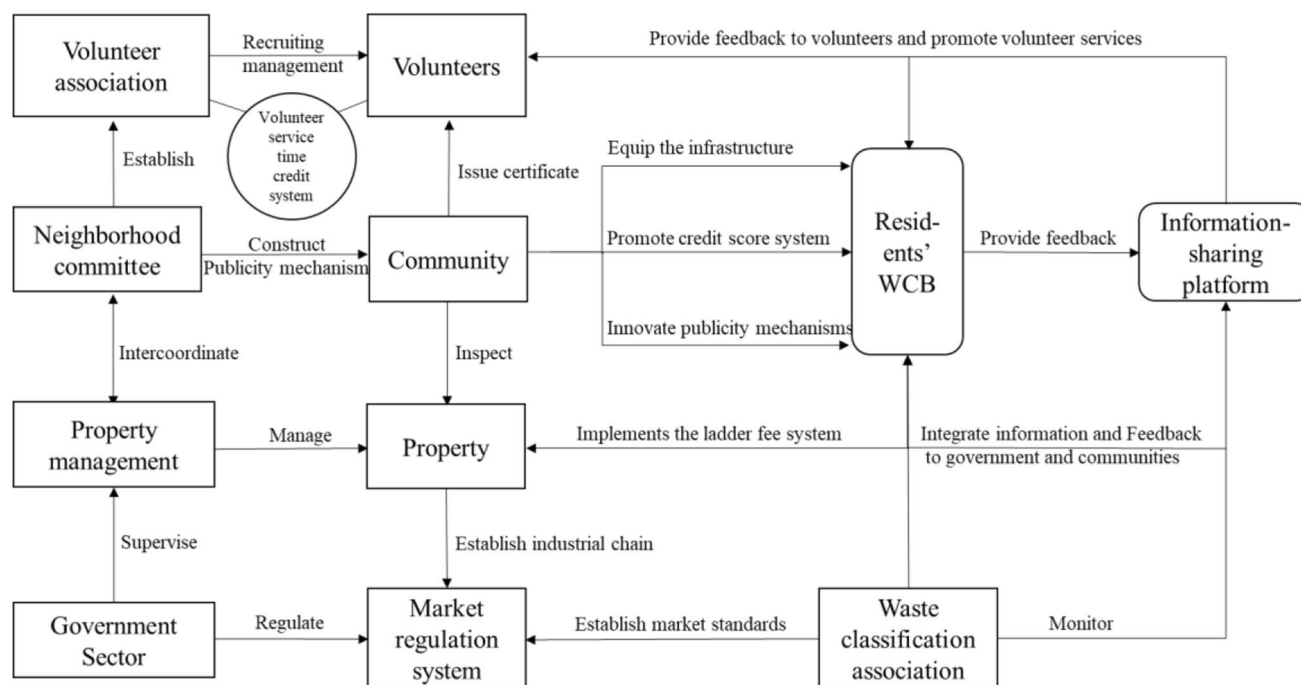 Volunteer
association
Recruiting
management
Volunteers
Provide feedback to volunteers and promote volunteer services
Volunteer
service
time
credit
system
Establish
Issue certificate
Equip the infrastructure
Neighborhood
committee
Construct
Publicity mechanism
Community
Promote credit score system
Resid-
ents’
WCB
Provide feedback
Information-
sharing
platform
Innovate publicity mechanisms
Intercoordinate
Inspect
Property
management
Manage
Property
Implements the ladder fee system
Integrate information and Feedback
to government and communities
Supervise
Establish industrial chain
Government
Sector
Regulate
Market
regulation
system
Establish market standards
Waste
classification
association
Monitor